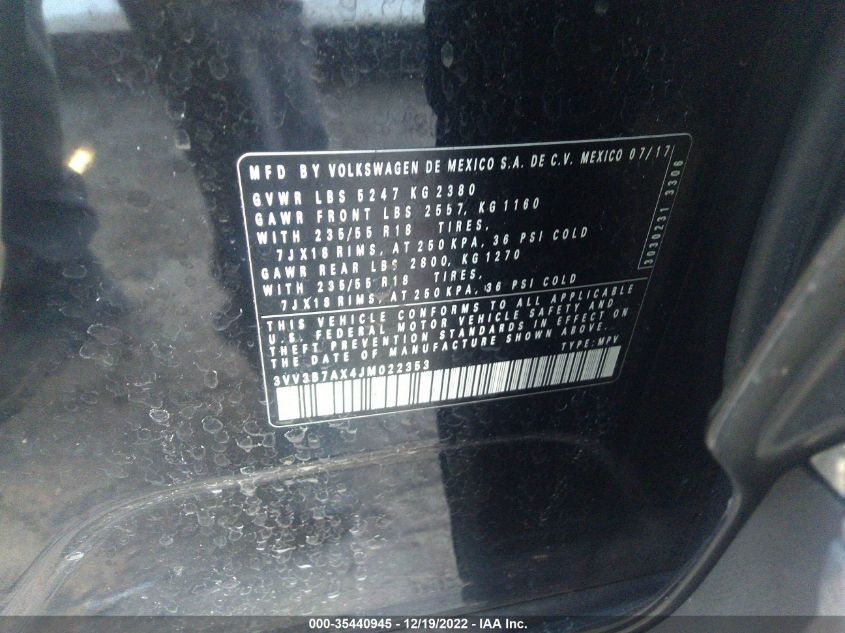 MFD BY VOLKSWAGEN DE MEXICO S.A. DE C.V. MEXICO 07/17
GVWR LBS 5247 KG 2380
GAWR FRONT LBS 2557, KG 1160
WITH 235/55 R18 TIRES,
7JX18 RIMS, AT 250 KPA, 36 PSI COLD
GAWR REAR LBS 2800, KG 1270
WITH 235/55 R18 TIRES,
7JX18 RIMS, AT 250 KPA, 36 PSI COLD
3030231 3306
THIS VEHICLE CONFORMS TO ALL APPLICABLE
U.S. FEDERAL MOTOR VEHICLE SAFETY AND
THEFT PREVENTION STANDARDS IN EFFECT ON
THE DATE OF MANUFACTURE SHOWN ABOVE.
3VV3B7AX4JM022353 TYPE: MPV
000-35440945 - 12/19/2022 - IAA Inc.